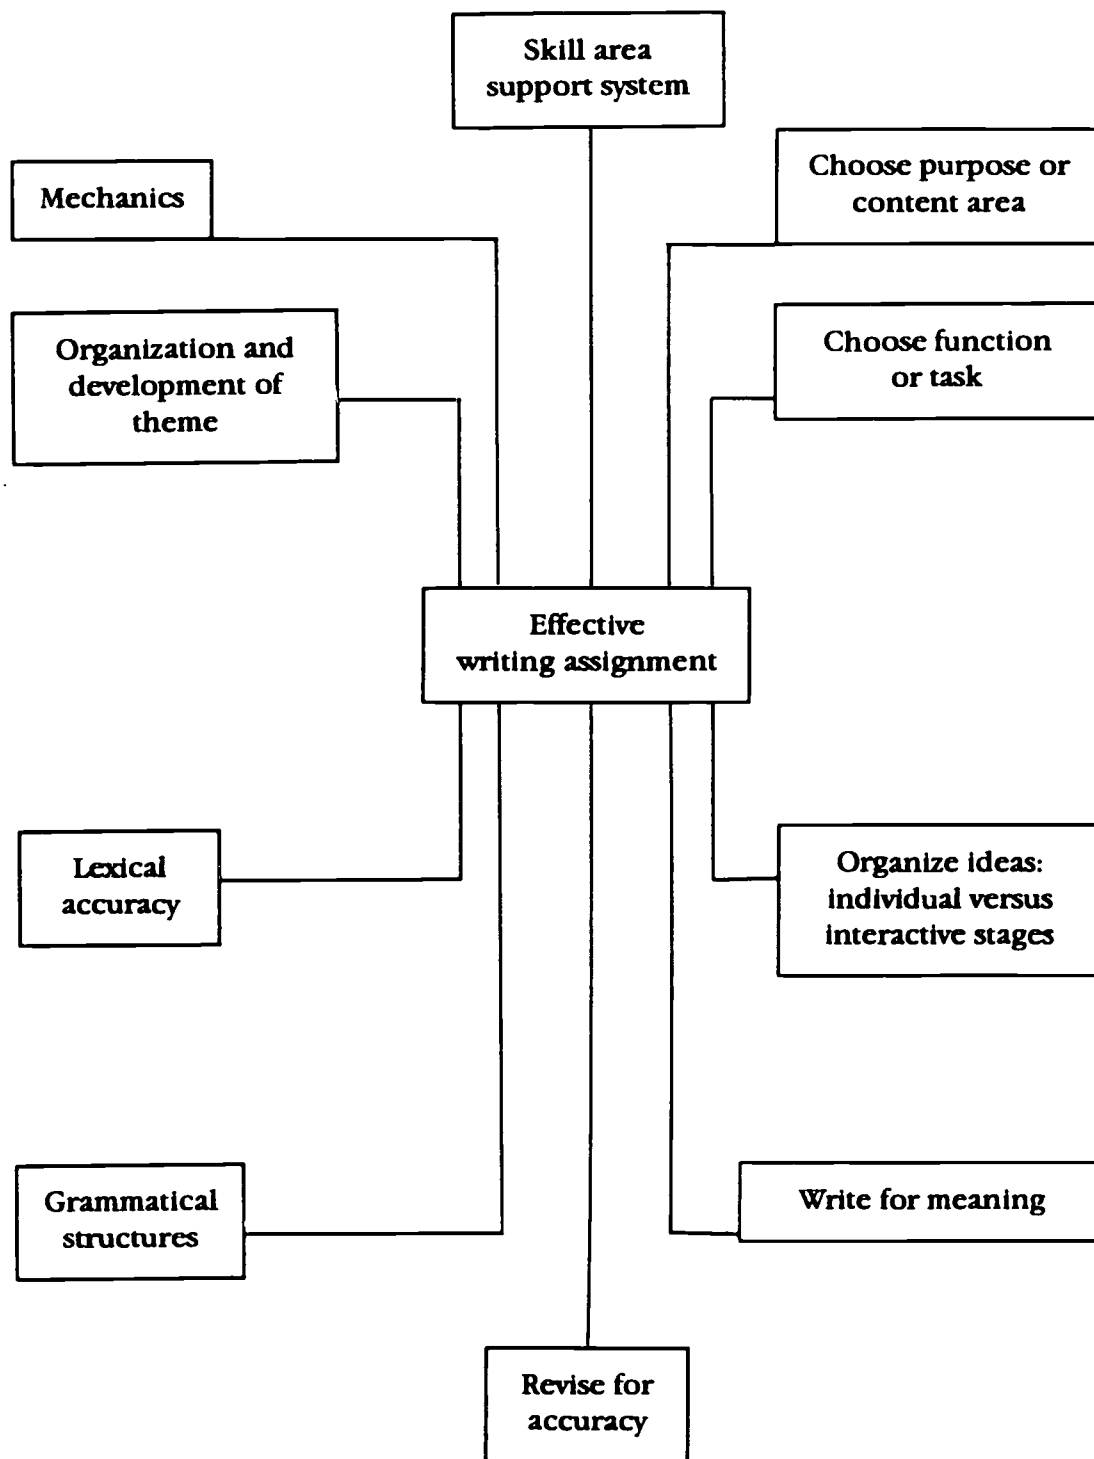 Skill area
support system
Mechanics
Choose purpose or
content area
Organization and
development of
theme
Choose function
or task
Effective
writing assignment
Lexical
accuracy
Organize ideas:
individual versus
interactive stages
Grammatical
structures
Write for meaning
Revise for
accuracy